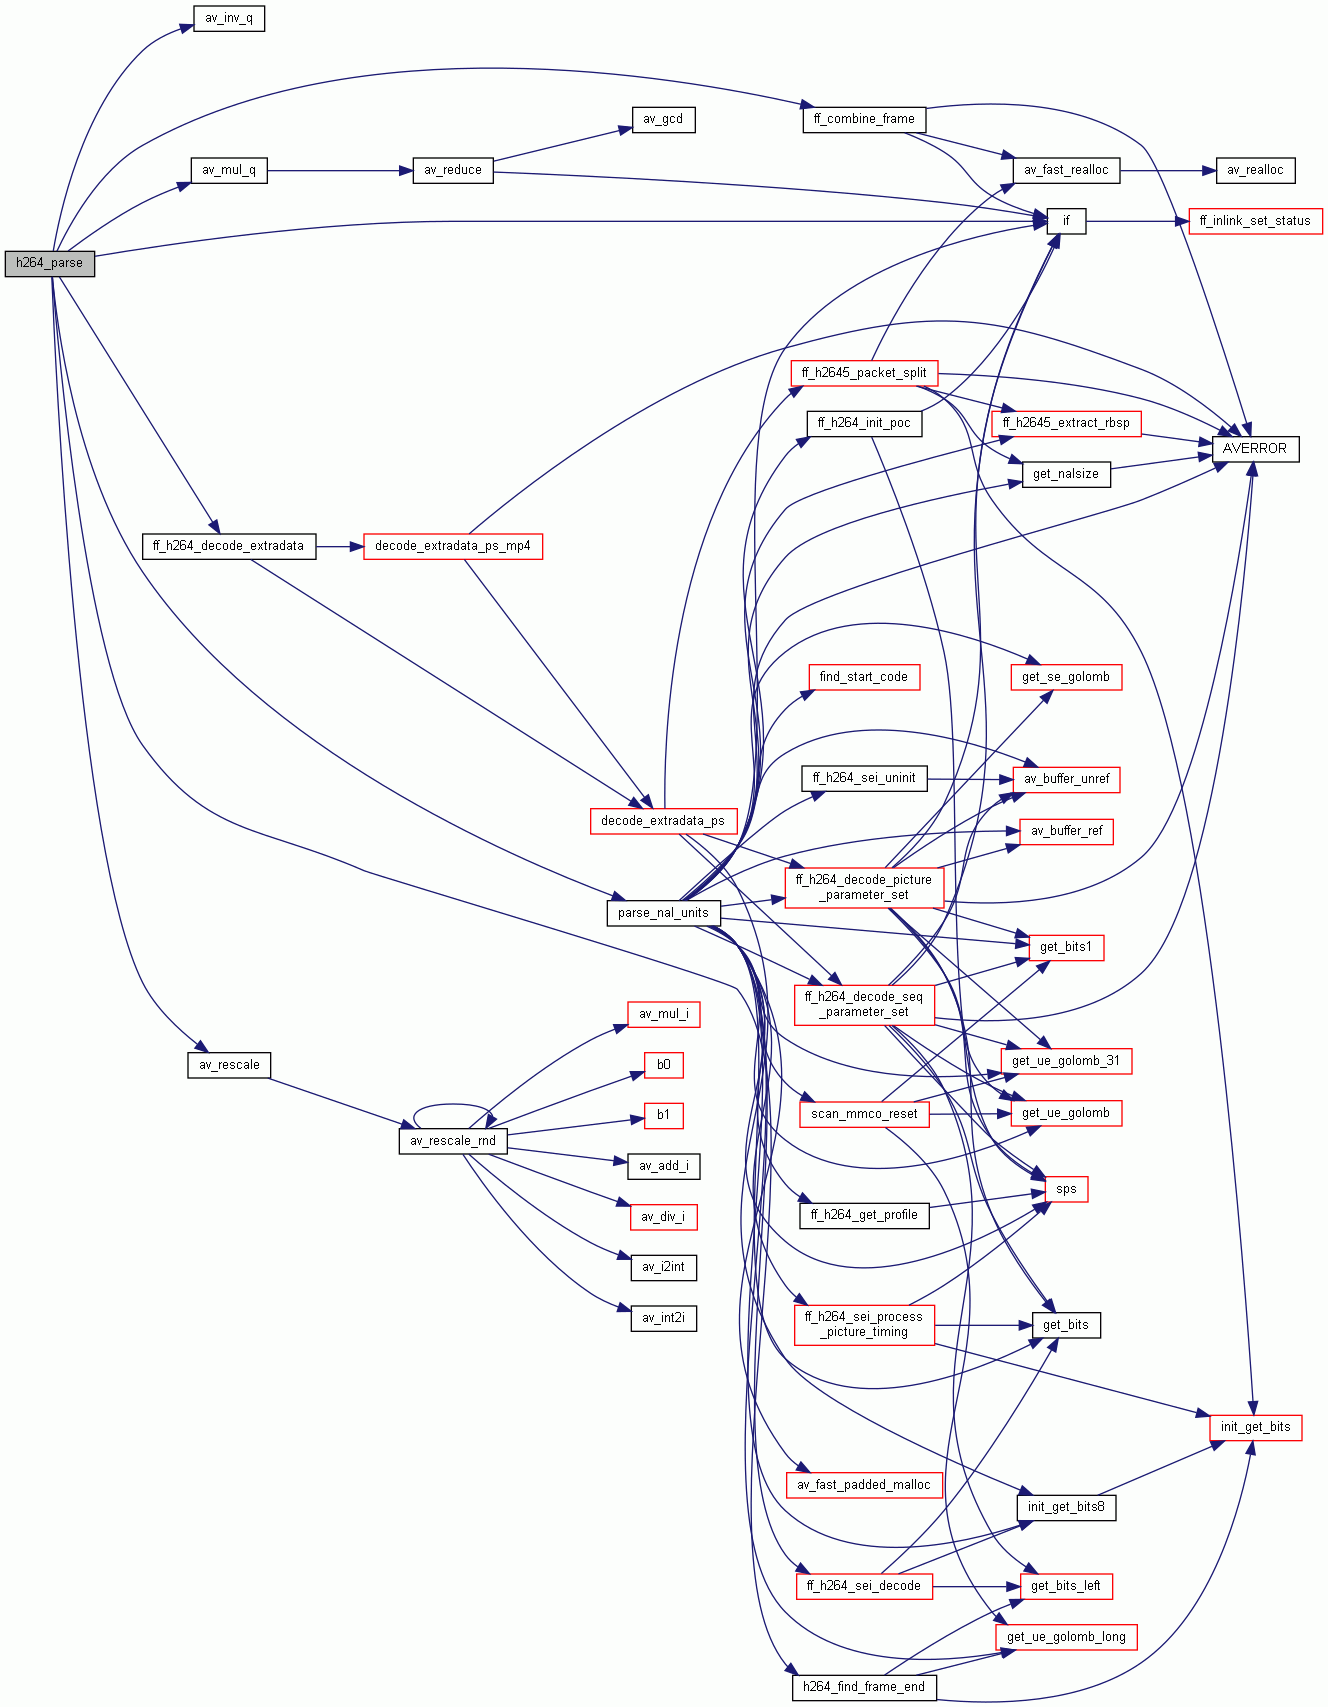 av_inv_q
av_gcd
ff_combine_frame
av_mul_q
av_reduce
av_fast_realloc
av_realloc
if
ff_inlink_set_status
h264_parse
ff_h2645_packet_split
ff_h264_init_poc
ff_h2645_extract_rbsp
AVERROR
get_nalsize
ff_h264_decode_extradata
decode_extradata_ps_mp4
find_start_code
get_se_golomb
ff_h264_sei_uninit
av_buffer_unref
decode_extradata_ps
av_buffer_ref
ff_h264_decode_picture
_parameter_set
parse_nal_units
get_bits1
ff_h264_decode_seq
_parameter_set
av_mul_i
av_rescale
b0
get_ue_golomb_31
b1
scan_mmco_reset
get_ue_golomb
av_rescale_rnd
av_add_i
sps
av_div_i
ff_h264_get_profile
av_i2int
av_int2i
ff_h264_sei_process
_picture_timing
get_bits
init_get_bits
av_fast_padded_malloc
init_get_bits8
ff_h264_sei_decode
get_bits_left
get_ue_golomb_long
h264_find_frame_end